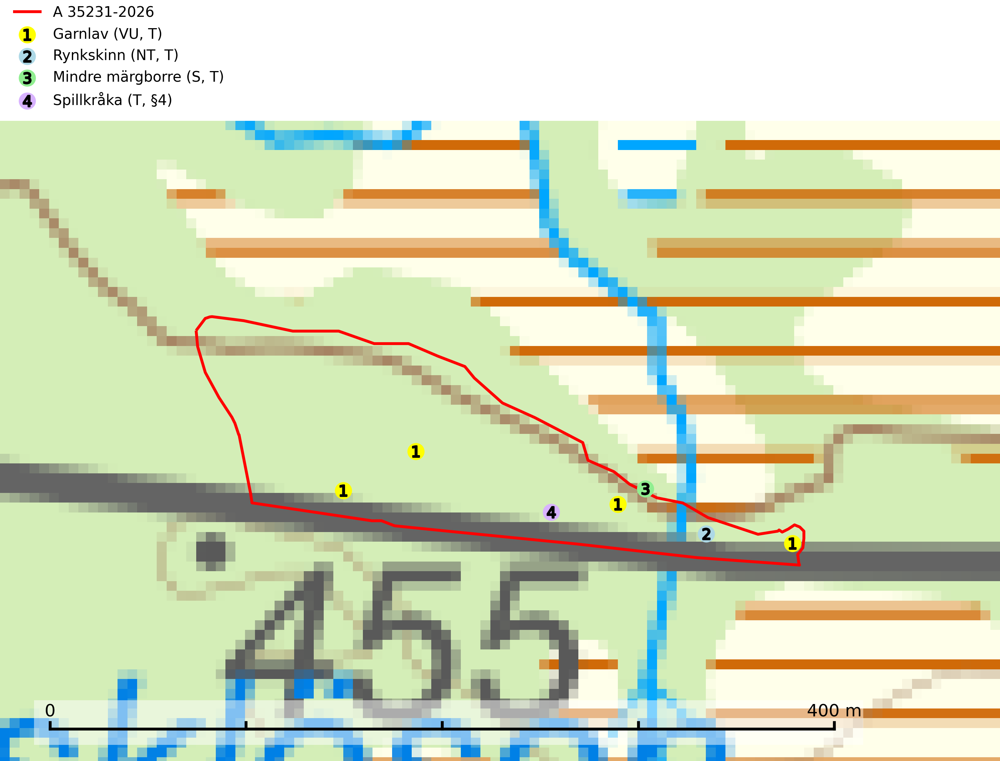 A 35231-2026
1 Garnlav (VU, T)
2 Rynkskinn (NT, T)
3 Mindre märgborre (S, T)
4 Spillkråka (T, §4)
1
1
3
1
4
2
1
455
0 400 m